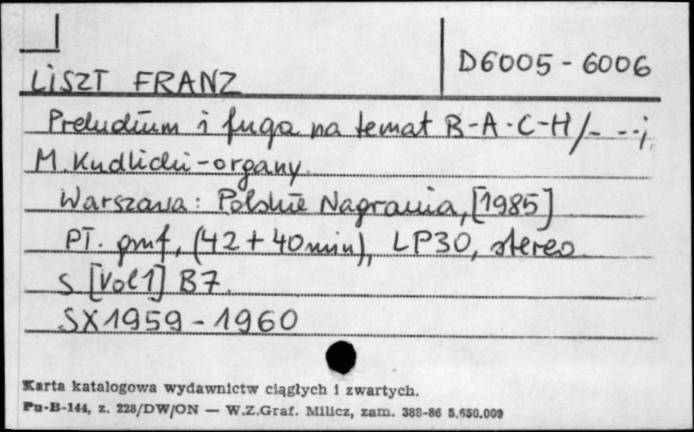 D6005 - 6006
LISZT FRANZ
Preludium i fuga na temat B-A-C-H / - --;
M. Kudlicki - organy.
Warszawa: Polskie Nagrania, [1985]
PŁ. gmf, (42 + 40min), LP30, stereo
S [Vol 1] B7.
SX1959 - 1960
Karta katalogowa wydawnictw ciągłych i zwartych.
Pu-B-144, z. 228/DW/ON — W.Z.Graf. Milicz, zam. 388-86 5.650.000